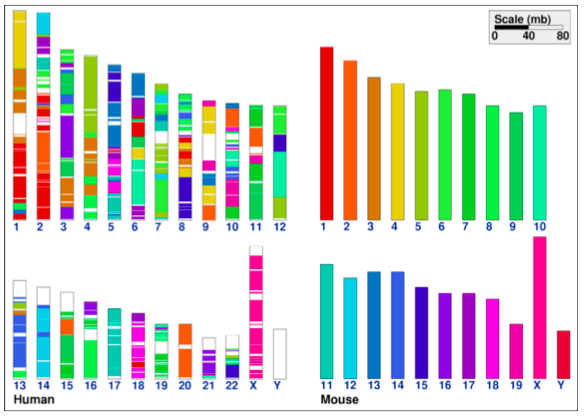 Scale (mb)
0 40 80
1 2 3 4 5 6 7 8 9 10 11 12
1 2 3 4 5 6 7 8 9 10
13 14 15 16 17 18 19 20 21 22 X Y
11 12 13 14 15 16 17 18 19 X Y
Human
Mouse